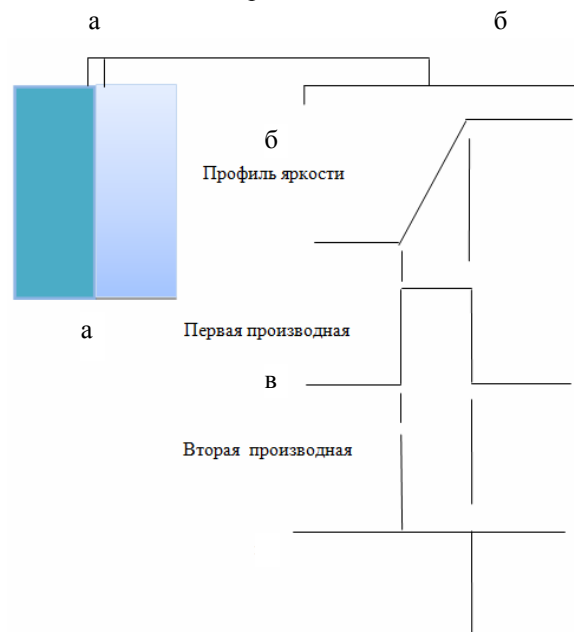 а б
б
Профиль яркости
а
Первая производная
в
Вторая производная